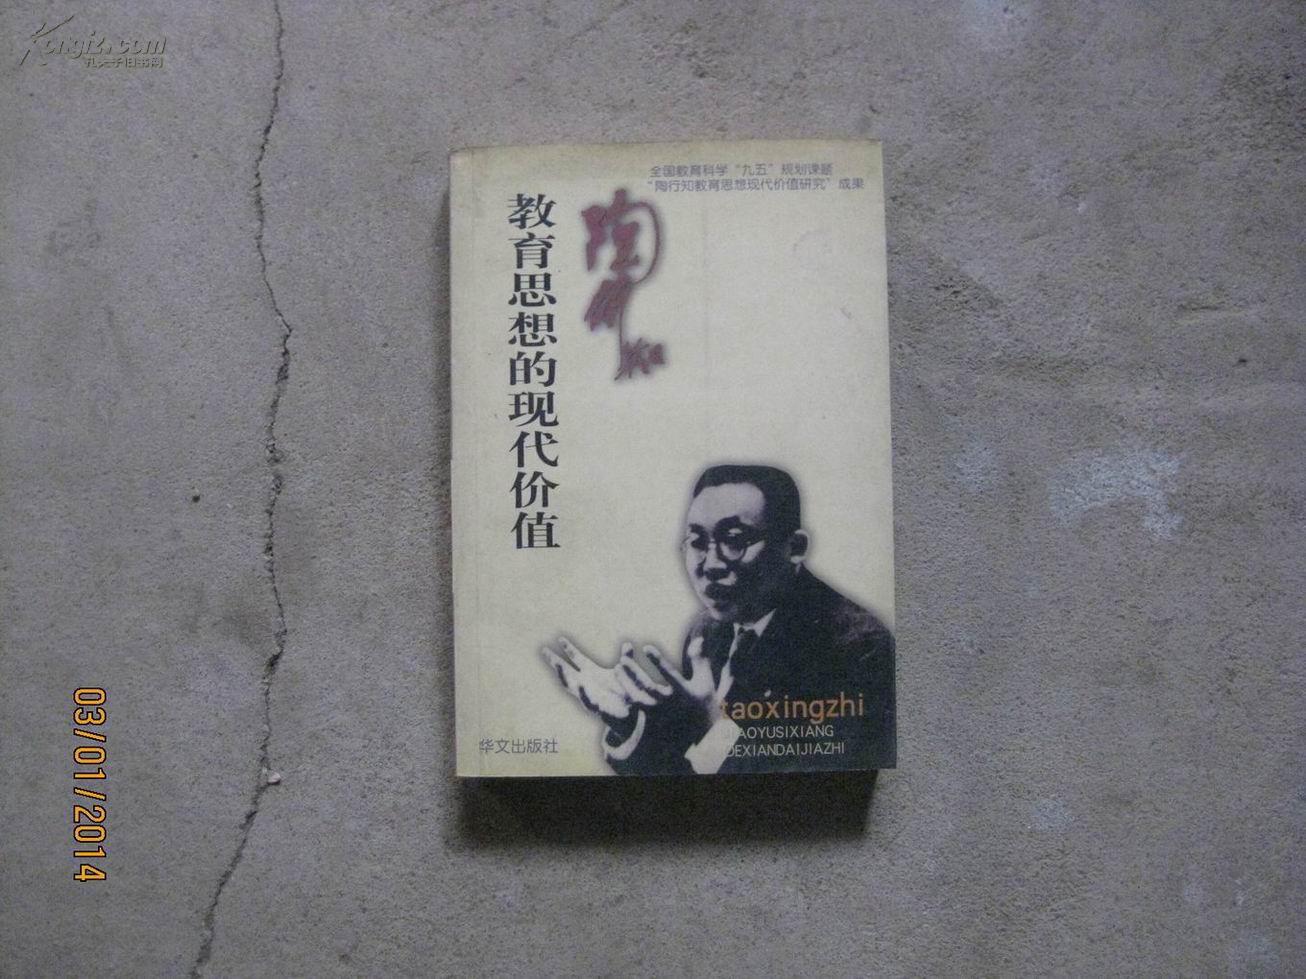 Kongfz.com
孔夫子旧书网
全国教育科学“九五”规划课题
“陶行知教育思想现代价值研究”成果
陶行知
教育思想的现代价值
taoxingzhi
JIAOYUSIXIANG
DEXIANDAIJIAZHI
华文出版社
03/01/2014